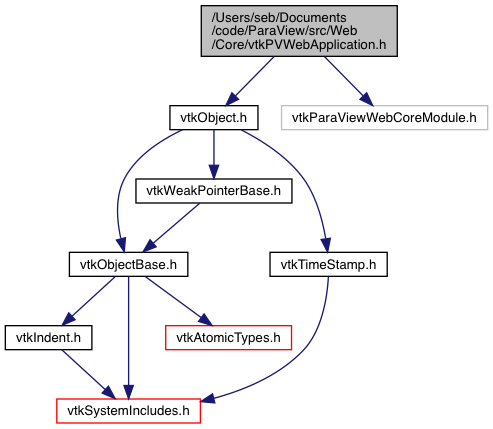 /Users/seb/Documents
/code/ParaView/src/Web
/Core/vtkPVWebApplication.h
vtkObject.h
vtkParaViewWebCoreModule.h
vtkWeakPointerBase.h
vtkObjectBase.h
vtkTimeStamp.h
vtkIndent.h
vtkAtomicTypes.h
vtkSystemIncludes.h